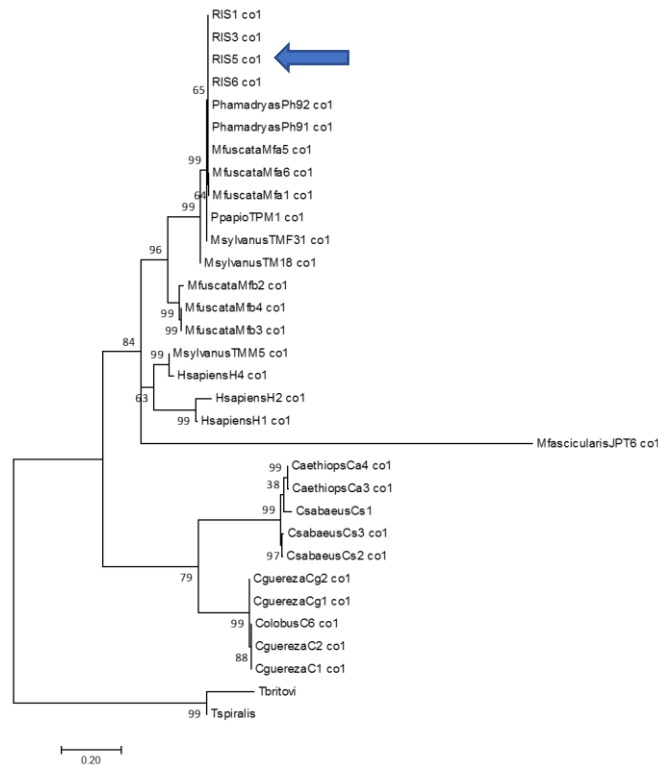 RIS1 co1
RIS3 co1
RIS5 co1
RIS6 co1
65
PhamadryasPh92 co1
PhamadryasPh91 co1
MfuscataMfa5 co1
99
MfuscataMfa6 co1
64
MfuscataMfa1 co1
99
PpapioTPM1 co1
MsylvanusTMF31 co1
96
MsylvanusTM18 co1
MfuscataMfb2 co1
MfuscataMfb4 co1
99
MfuscataMfb3 co1
99
84
99
MsylvanusTMM5 co1
HsapiensH4 co1
63
HsapiensH2 co1
HsapiensH1 co1
99
MfascicularisJPT6 co1
CaethiopsCa4 co1
99
CaethiopsCa3 co1
38
CsabaeusCs1
99
CsabaeusCs3 co1
CsabaeusCs2 co1
97
79
CguerezaCg2 co1
CguerezaCg1 co1
ColobusC6 co1
99
CguerezaC2 co1
88
CguerezaC1 co1
Tbritovi
Tspiralis
99
0.20